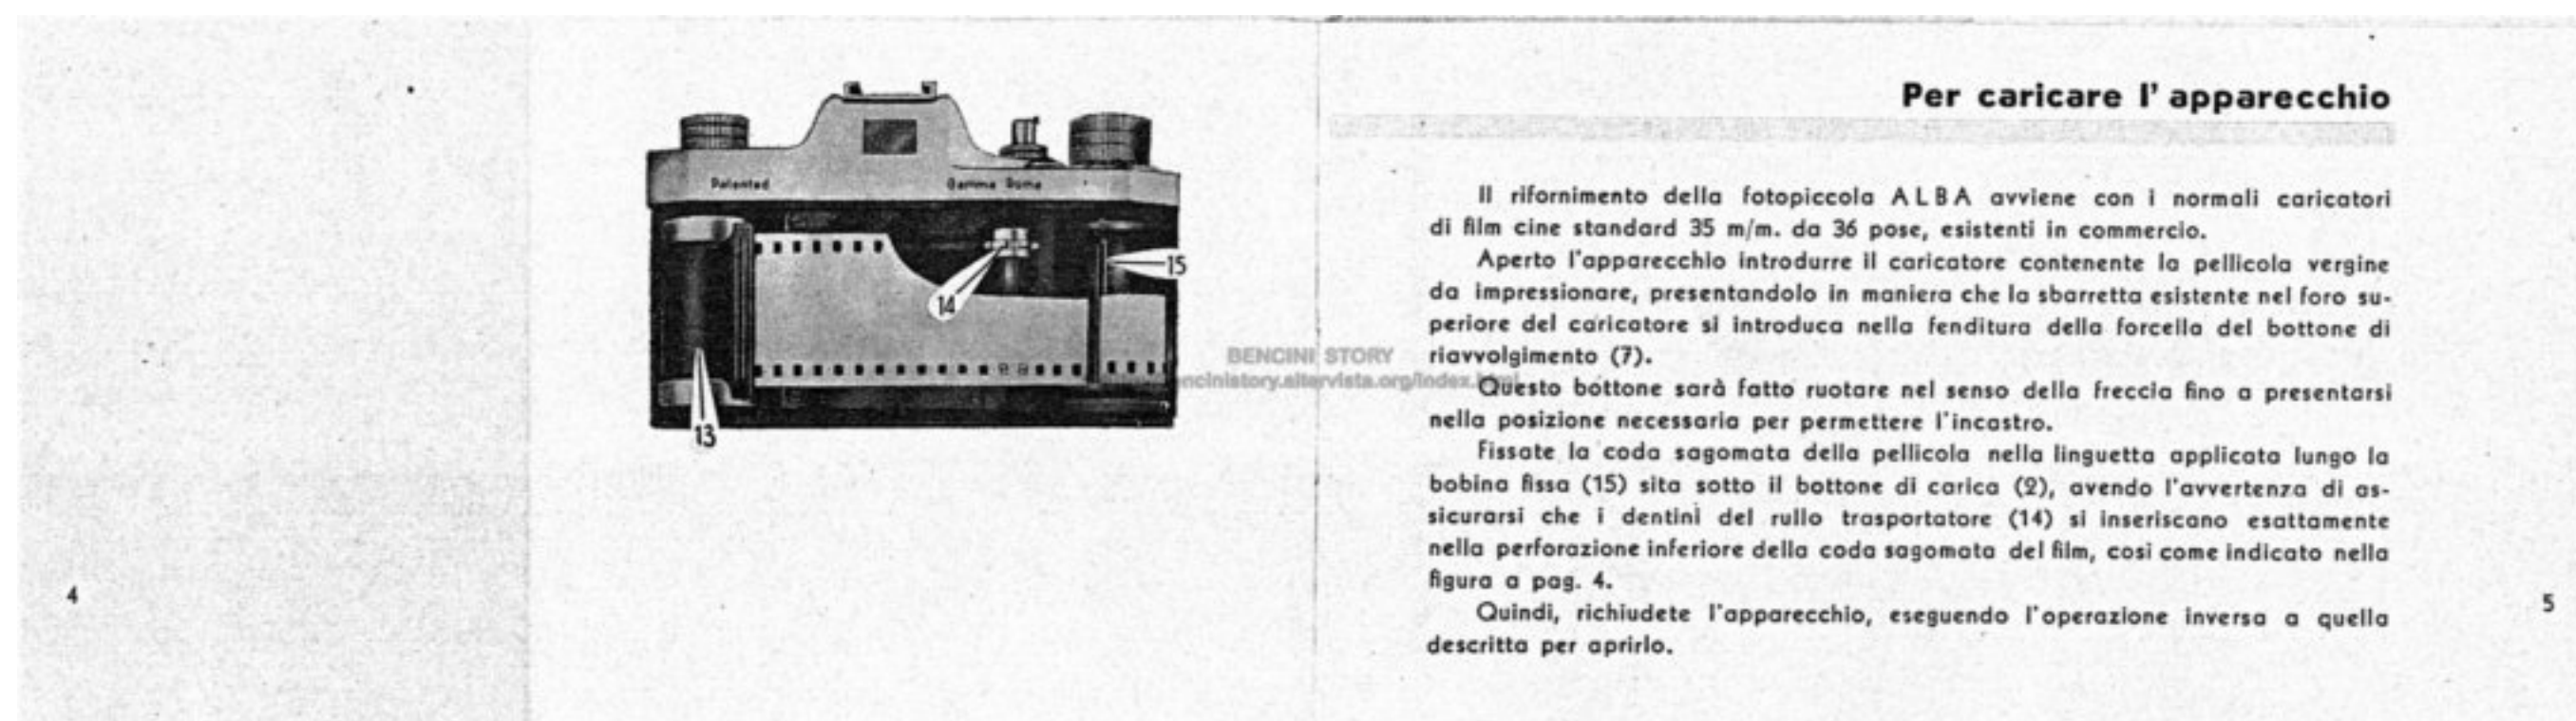 Patented
Gamma Roma
15
14
13
4
BENCINI STORY
Per caricare l'apparecchio
Il rifornimento della fotopiccola ALBA avviene con i normali caricatori
di film cine standard 35 m/m. da 36 pose, esistenti in commercio.
Aperto l'apparecchio introdurre il caricatore contenente la pellicola vergine
da impressionare, presentandolo in maniera che la sbarretta esistente nel foro su-
periore del caricatore si introduca nella fenditura della forcella del bottone di
riavvolgimento (7).
Questo bottone sarà fatto ruotare nel senso della freccia fino a presentarsi
nella posizione necessaria per permettere l'incastro.
Fissate la coda sagomata della pellicola nella linguetta applicata lungo la
bobina fissa (15) sita sotto il bottone di carica (2), avendo l'avvertenza di as-
sicurarsi che i dentini del rullo trasportatore (14) si inseriscano esattamente
nella perforazione inferiore della coda sagomata del film, cosi come indicato nella
figura a pag. 4.
Quindi, richiudete l'apparecchio, eseguendo l'operazione inversa a quella
descritta per aprirlo.
5